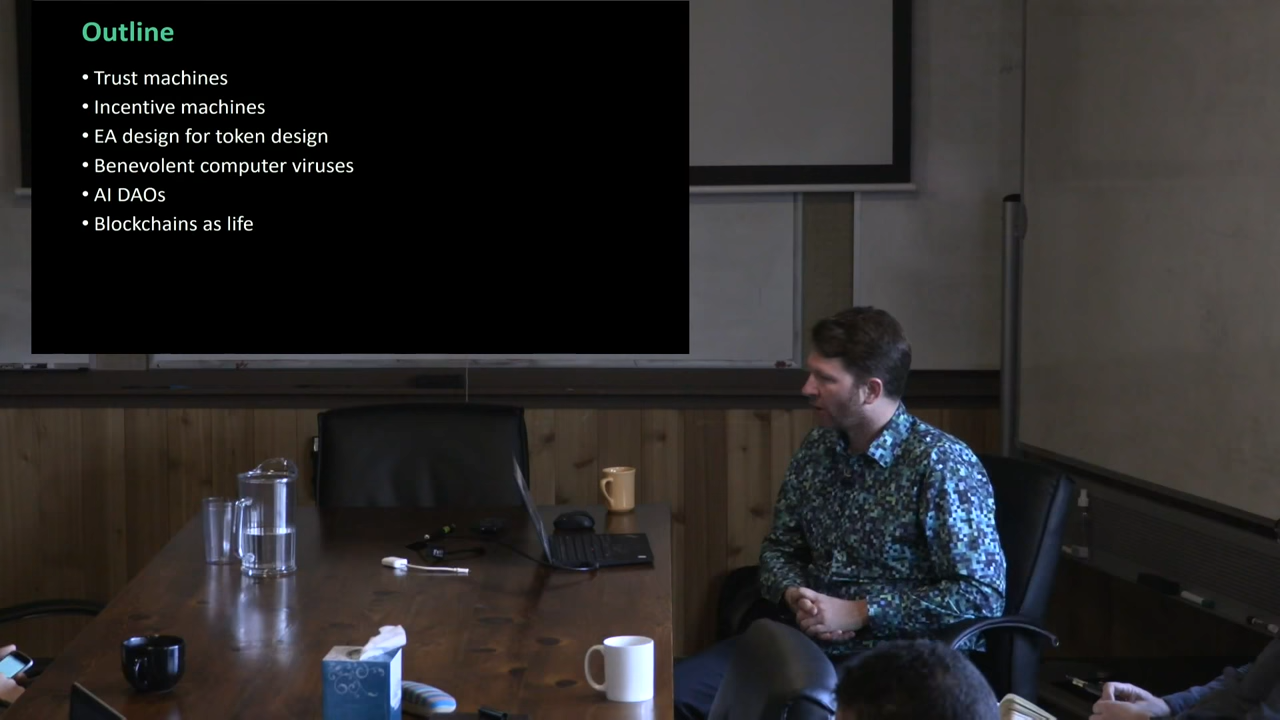 Outline
• Trust machines
• Incentive machines
• EA design for token design
• Benevolent computer viruses
• AI DAOs
• Blockchains as life